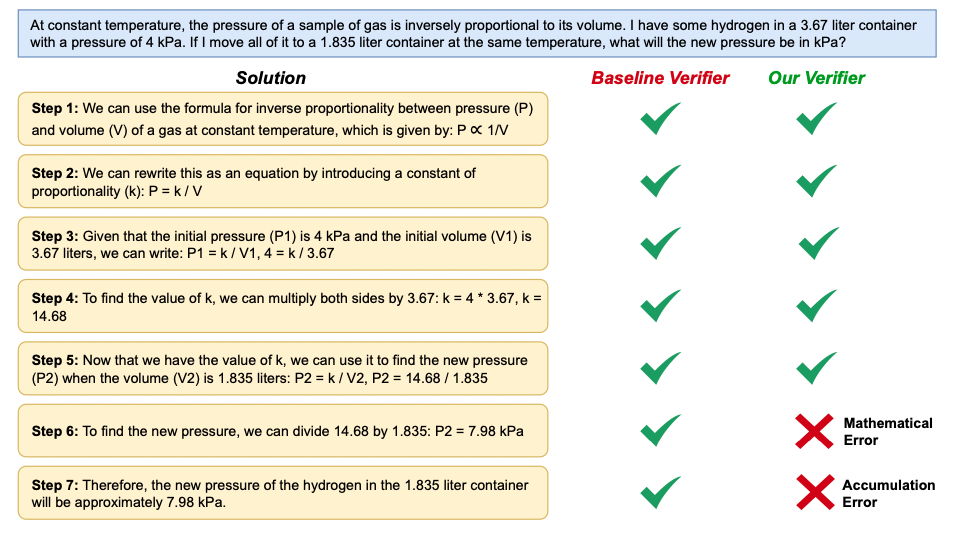 At constant temperature, the pressure of a sample of gas is inversely proportional to its volume. I have some hydrogen in a 3.67 liter container
with a pressure of 4 kPa. If I move all of it to a 1.835 liter container at the same temperature, what will the new pressure be in kPa?
Solution
Baseline Verifier
Our Verifier
Step 1: We can use the formula for inverse proportionality between pressure (P)
and volume (V) of a gas at constant temperature, which is given by: P ∝ 1/V
Step 2: We can rewrite this as an equation by introducing a constant of
proportionality (k): P = k / V
Step 3: Given that the initial pressure (P1) is 4 kPa and the initial volume (V1) is
3.67 liters, we can write: P1 = k / V1, 4 = k / 3.67
Step 4: To find the value of k, we can multiply both sides by 3.67: k = 4 * 3.67, k =
14.68
Step 5: Now that we have the value of k, we can use it to find the new pressure
(P2) when the volume (V2) is 1.835 liters: P2 = k / V2, P2 = 14.68 / 1.835
Step 6: To find the new pressure, we can divide 14.68 by 1.835: P2 = 7.98 kPa
Mathematical
Error
Step 7: Therefore, the new pressure of the hydrogen in the 1.835 liter container
will be approximately 7.98 kPa.
Accumulation
Error